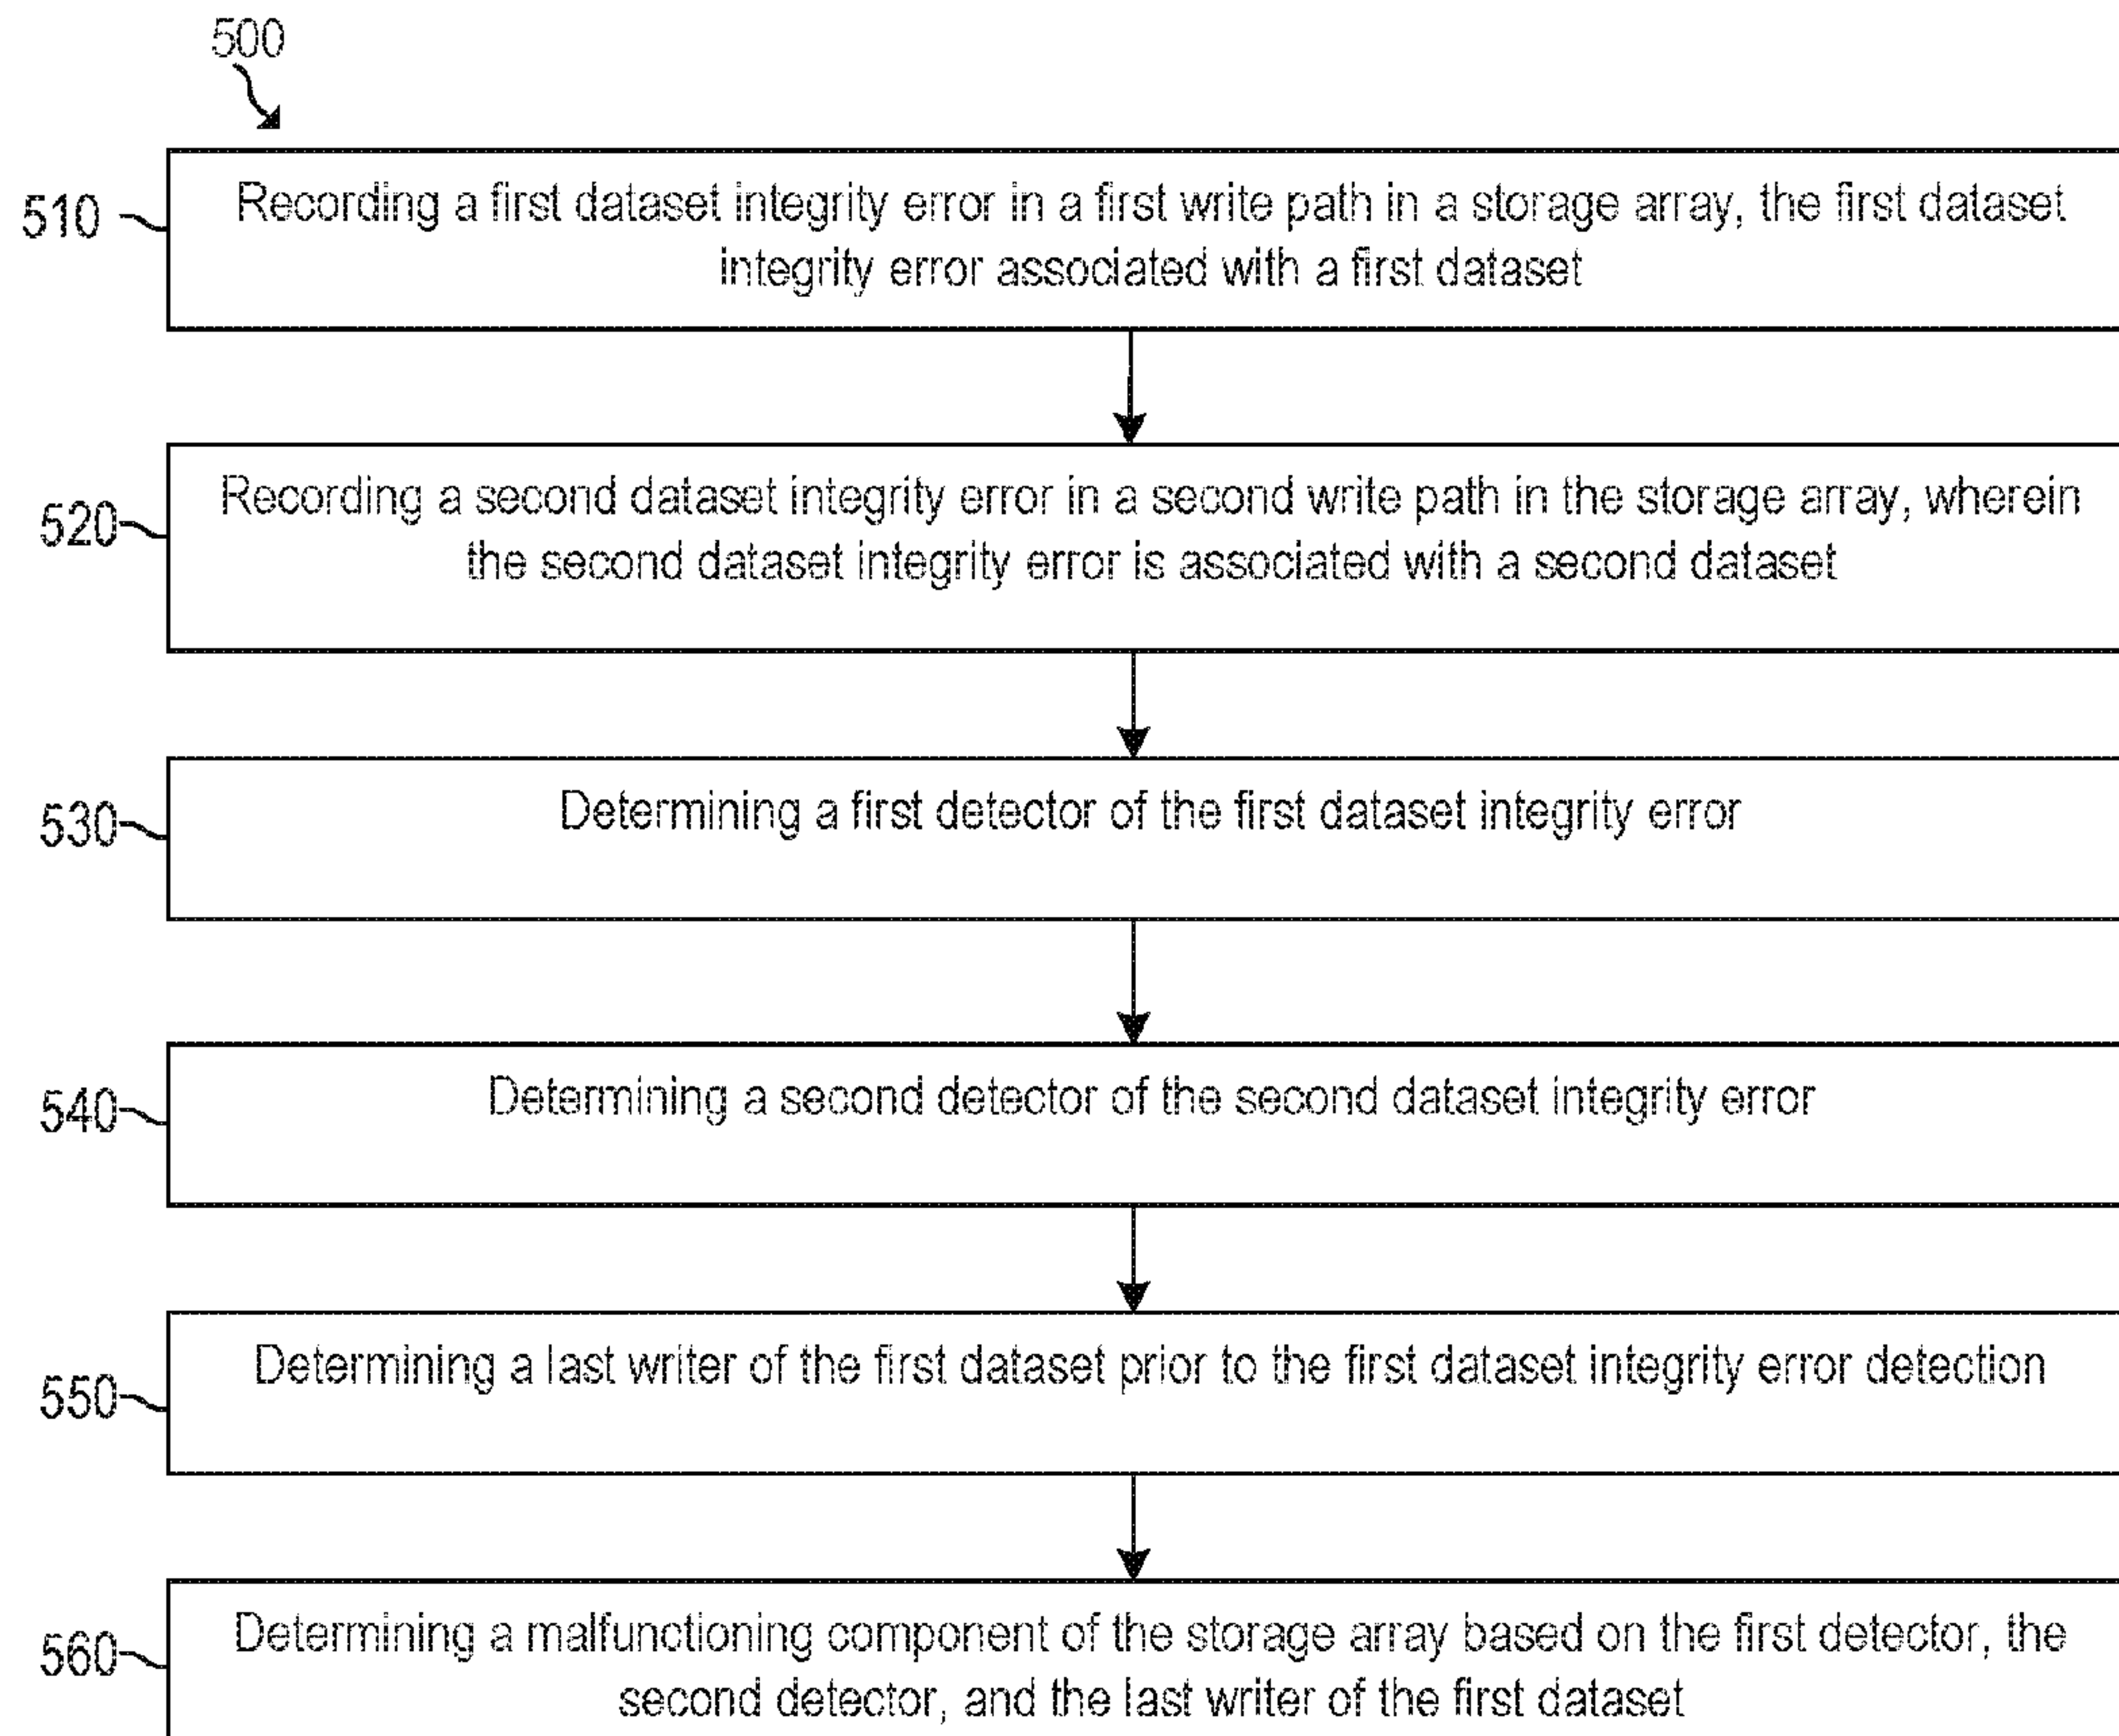 500
510
Recording a first dataset integrity error in a first write path in a storage array, the first dataset
integrity error associated with a first dataset
520
Recording a second dataset integrity error in a second write path in the storage array, wherein
the second dataset integrity error is associated with a second dataset
530
Determining a first detector of the first dataset integrity error
540
Determining a second detector of the second dataset integrity error
550
Determining a last writer of the first dataset prior to the first dataset integrity error detection
560
Determining a malfunctioning component of the storage array based on the first detector, the
second detector, and the last writer of the first dataset